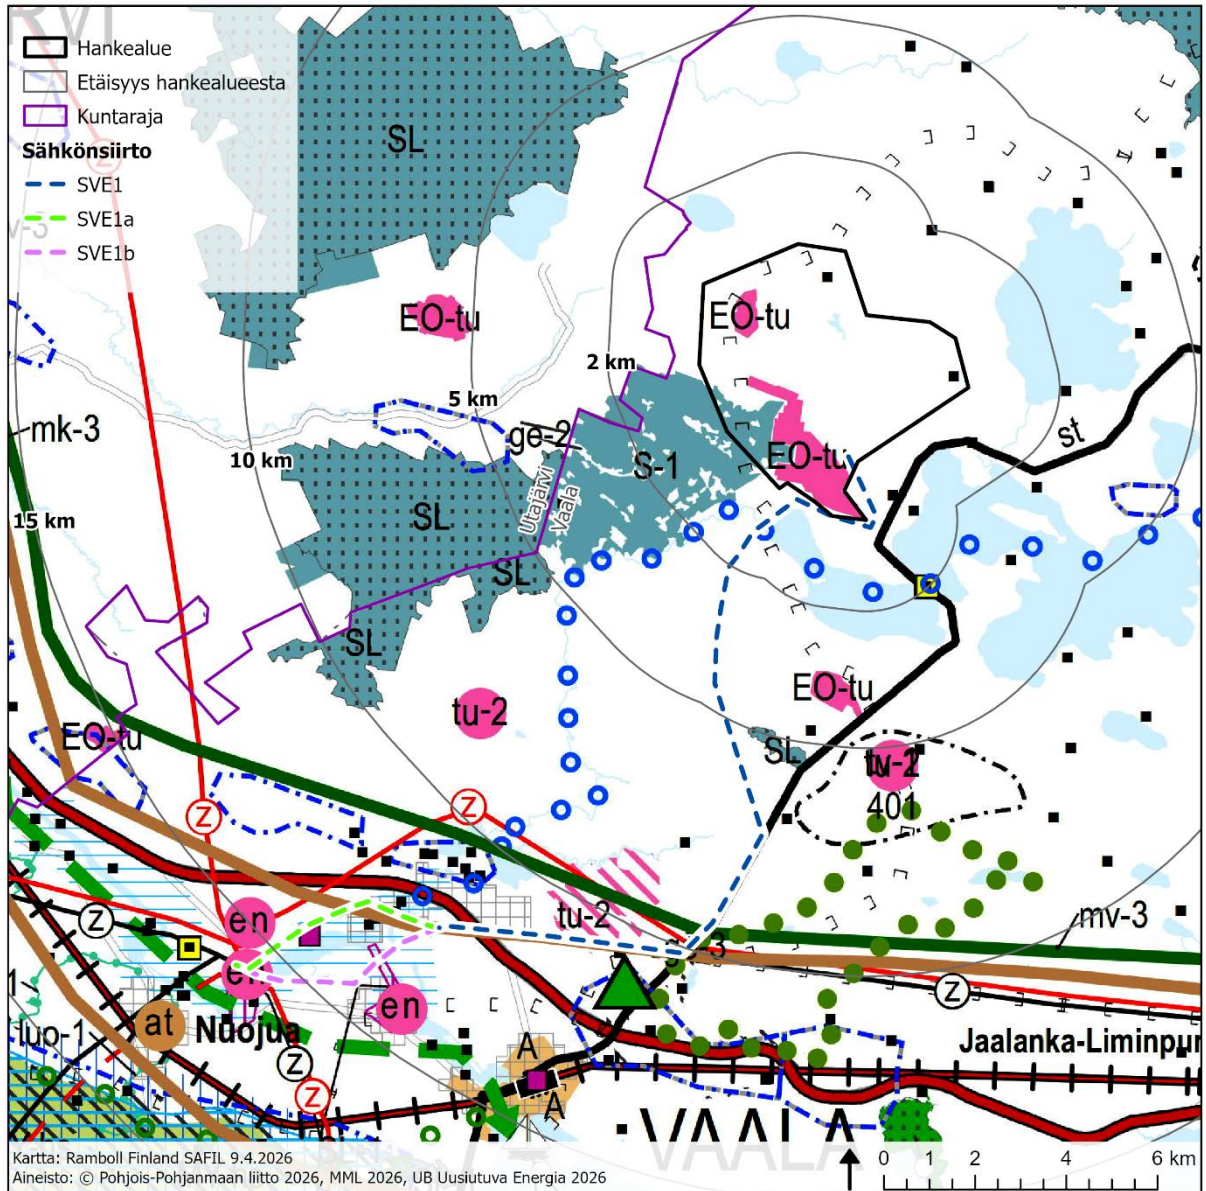 RVI
Hankealue
Etäisyys hankealueesta
Kuntaraja
Sähkönsiirto
SVE1
SVE1a
SVE1b
Z
v-3
SL
EO-tu
EO-tu
2 km
5 km
ge-2
mk-3
10 km
S-1
EO-tu
st
15 km
SL
Utajärvi
Vaala
SL
SL
EO-tu
tu-2
EO-tu
SL
401
Z
Z
en
tu-2
mv-3
Z
en
Z
en
at
Nuojua
luo-1
Z
A
Jaalanka-Liminpur
Z
A
VAALA
Kartta: Ramboll Finland SAFIL 9.4.2026
Aineisto: © Pohjois-Pohjanmaan liitto 2026, MML 2026, UB Uusiutuva Energia 2026
0 1 2 4 6 km